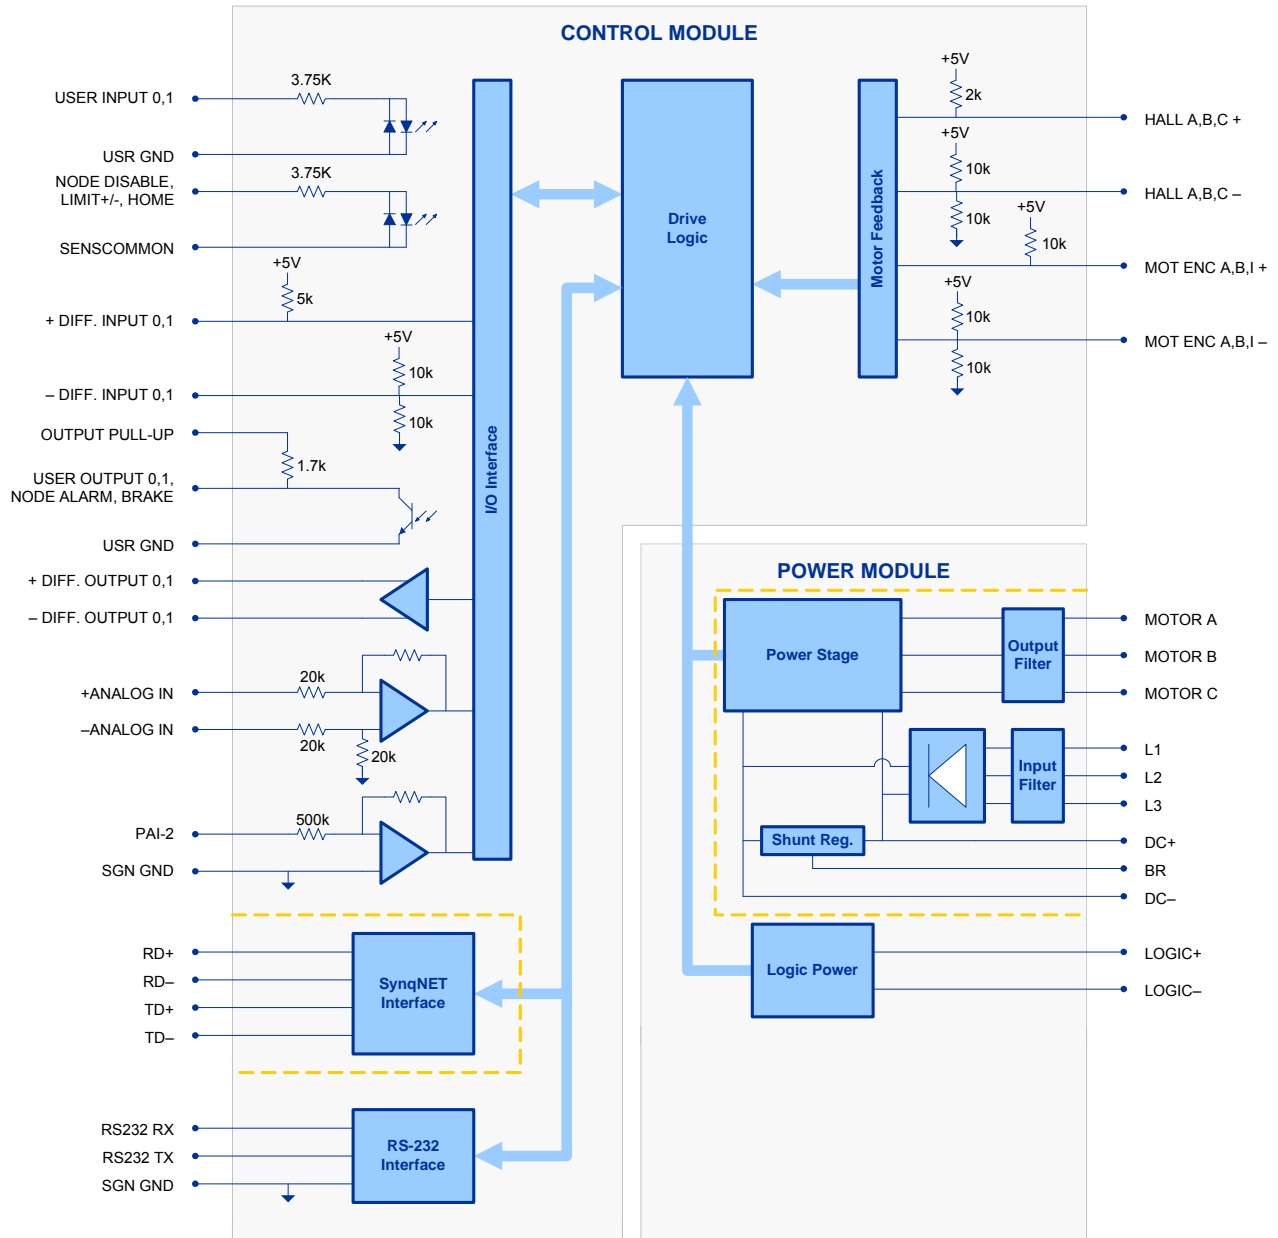 CONTROL MODULE
3.75K
USER INPUT 0,1
USR GND
NODE DISABLE,
LIMIT+/-, HOME
3.75K
SENSCOMMON
+5V
5k
+ DIFF. INPUT 0,1
+5V
10k
– DIFF. INPUT 0,1
10k
OUTPUT PULL-UP
1.7k
USER OUTPUT 0,1,
NODE ALARM, BRAKE
USR GND
+ DIFF. OUTPUT 0,1
– DIFF. OUTPUT 0,1
20k
+ANALOG IN
–ANALOG IN
20k
20k
500k
PAI-2
SGN GND
I/O Interface
Drive
Logic
Motor Feedback
+5V
2k
HALL A,B,C +
+5V
10k
HALL A,B,C –
10k
+5V
10k
MOT ENC A,B,I +
+5V
10k
MOT ENC A,B,I –
10k
RD+
RD–
TD+
TD–
SynqNET
Interface
RS232 RX
RS232 TX
SGN GND
RS-232
Interface
POWER MODULE
Power Stage
Output
Filter
MOTOR A
MOTOR B
MOTOR C
Input
Filter
L1
L2
L3
Shunt Reg.
DC+
BR
DC–
Logic Power
LOGIC+
LOGIC–